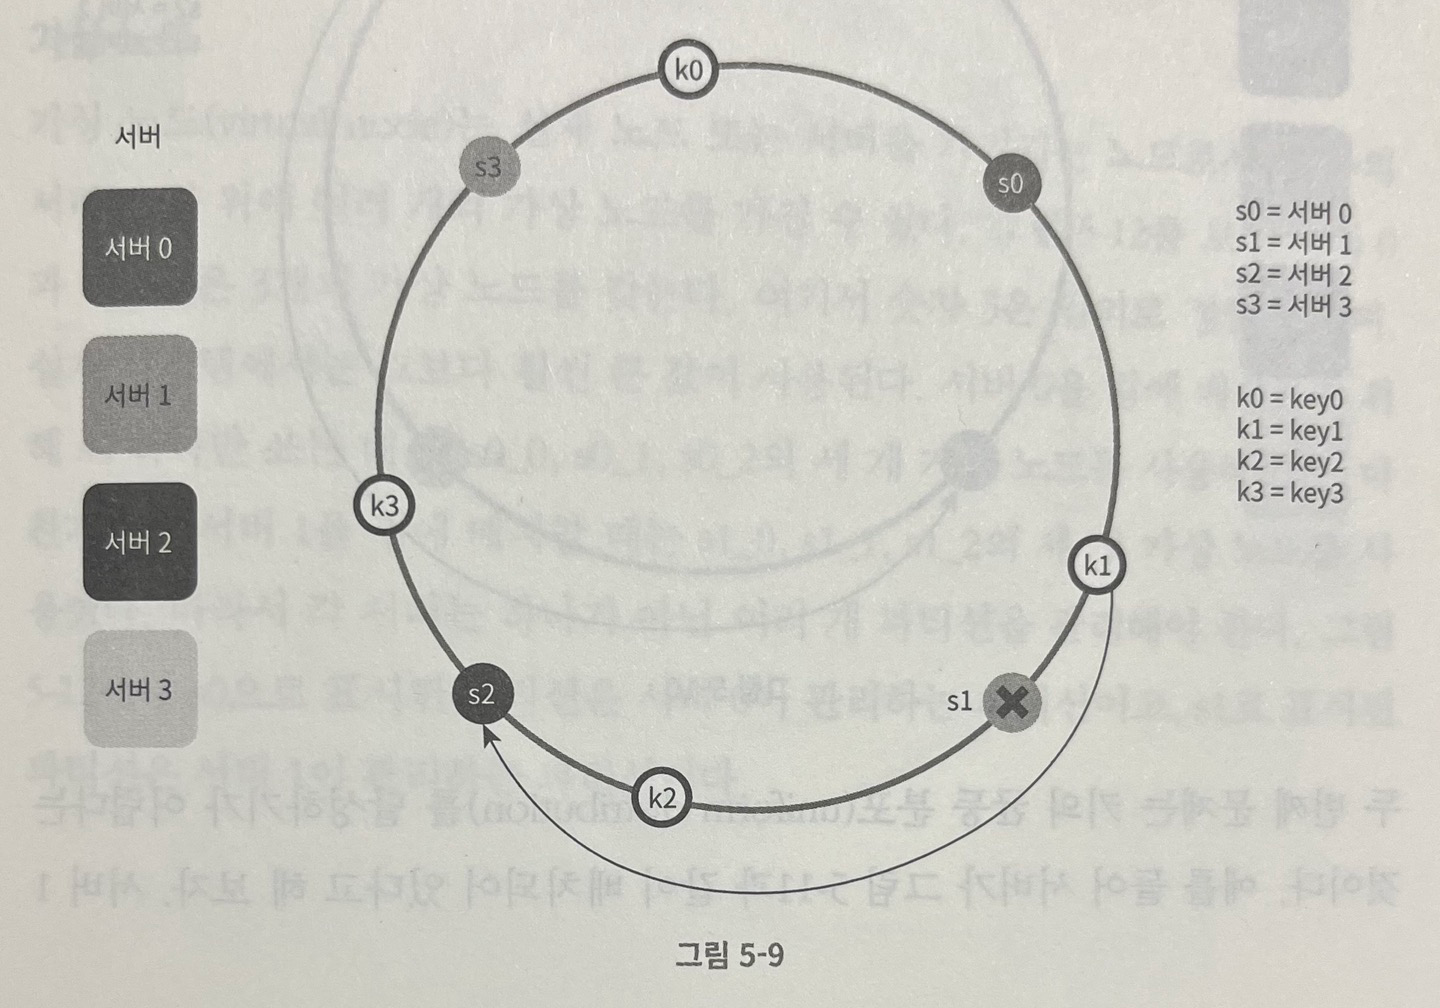 서버
서버 0
서버 1
서버 2
서버 3
k0
s3
s0
k3
k1
s2
s1
k2
s0 = 서버 0
s1 = 서버 1
s2 = 서버 2
s3 = 서버 3
k0 = key0
k1 = key1
k2 = key2
k3 = key3
그림 5-9